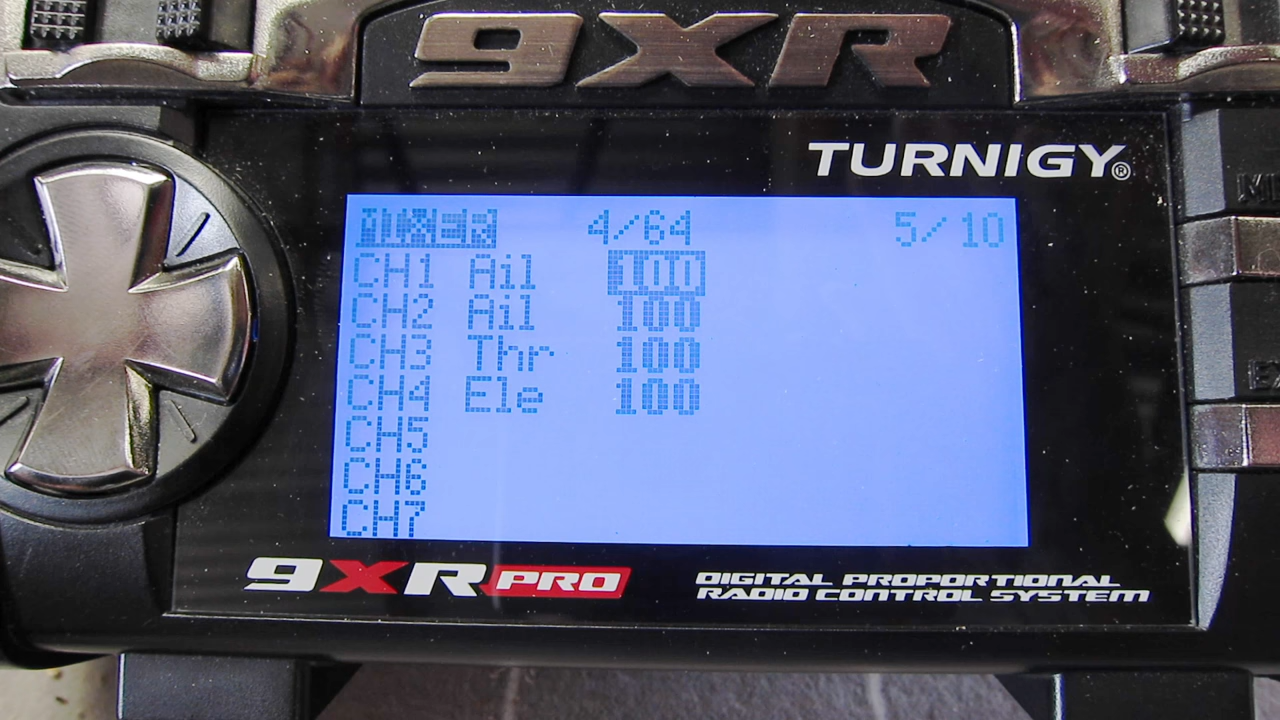 9XR
TURNIGY®
MIXER 4/64 5/10
CH1 Ail 100
CH2 Ail 100
CH3 Thr 100
CH4 Ele 100
CH5
CH6
CH7
9XR PRO
DIGITAL PROPORTIONAL
RADIO CONTROL SYSTEM